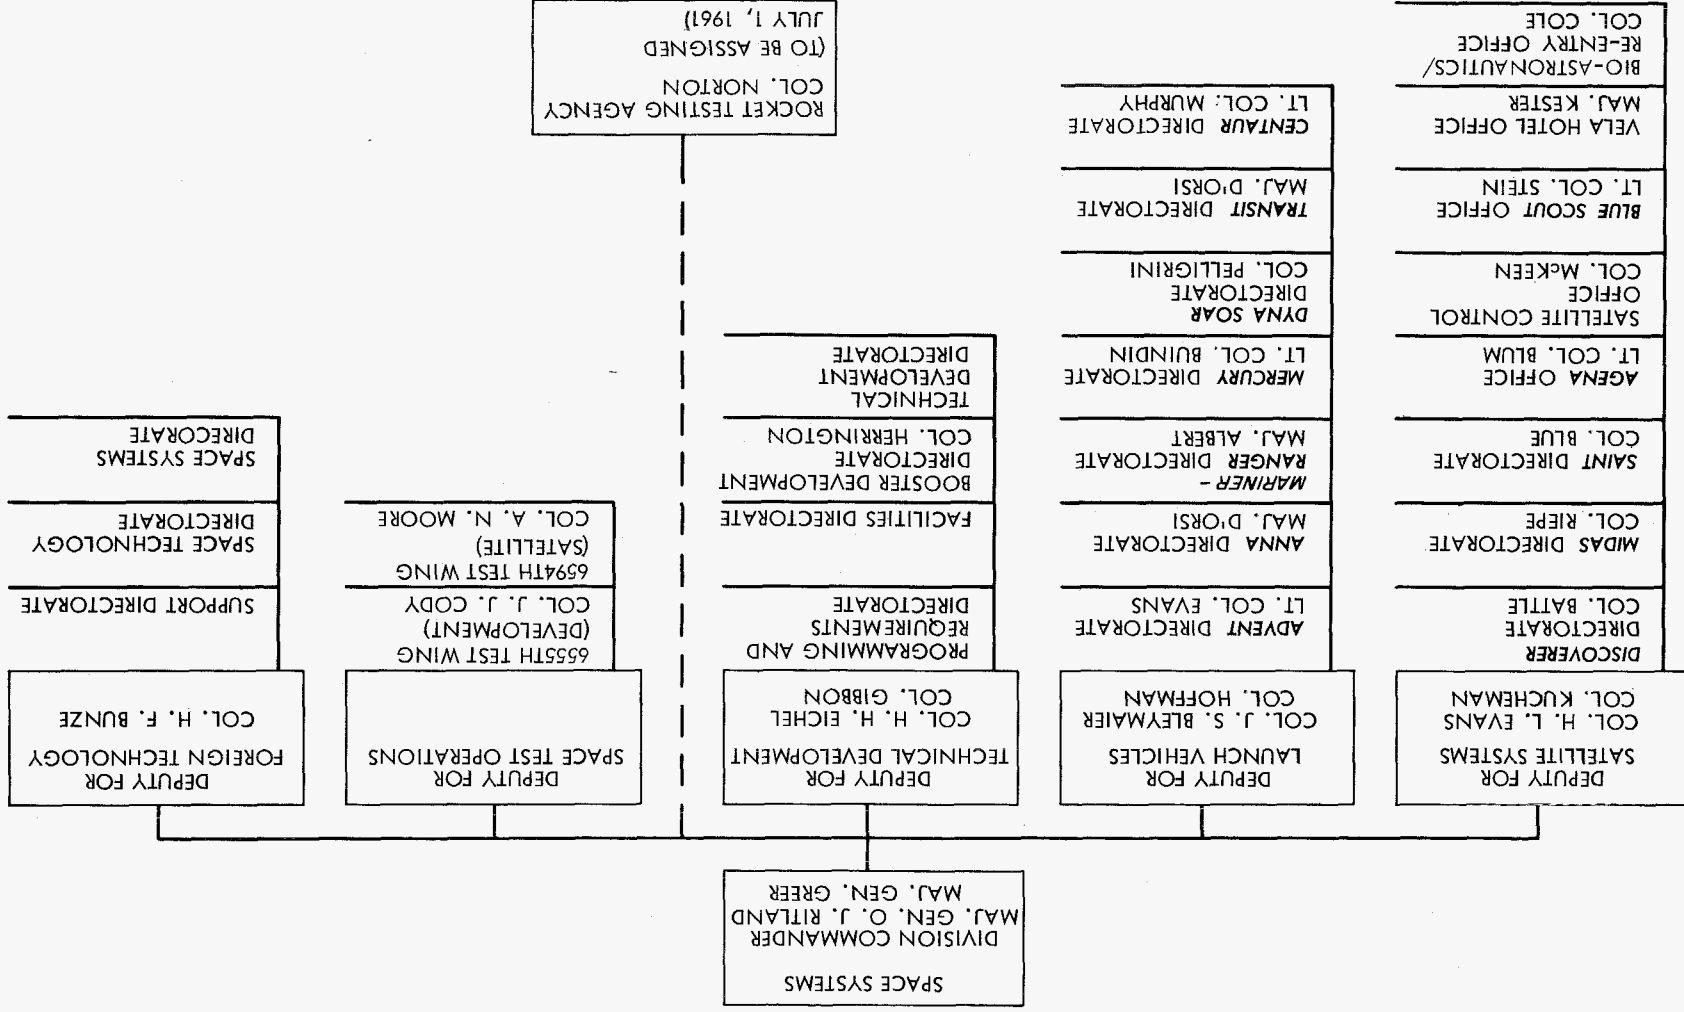 SPACE SYSTEMS
DIVISION COMMANDER
MAJ. GEN. O. J. RITLAND
MAJ. GEN. GREER
DEPUTY FOR
SATELLITE SYSTEMS
COL. H. L. EVANS
COL. KUCHEMAN
DISCOVERER
DIRECTORATE
COL. BATTLE
MIDAS DIRECTORATE
COL. RIEPE
SAINT DIRECTORATE
COL. BLUE
AGENA OFFICE
LT. COL. BLUM
SATELLITE CONTROL
OFFICE
COL. McKEEN
BLUE SCOUT OFFICE
LT. COL. STEIN
VELA HOTEL OFFICE
MAJ. KESTER
BIO-ASTRONAUTICS/
RE-ENTRY OFFICE
COL. COLE
DEPUTY FOR
LAUNCH VEHICLES
COL. J. S. BLEYMAIER
COL. HOFFMAN
ADVENT DIRECTORATE
LT. COL. EVANS
ANNA DIRECTORATE
MAJ. D'ORSI
MARINER -
RANGER DIRECTORATE
MAJ. ALBERT
MERCURY DIRECTORATE
LT. COL. BUINDIN
DYNA SOAR
DIRECTORATE
COL. PELLIGRINI
TRANSIT DIRECTORATE
MAJ. D'ORSI
CENTAUR DIRECTORATE
LT. COL. MURPHY
DEPUTY FOR
TECHNICAL DEVELOPMENT
COL. H. H. EICHEL
COL. GIBBON
PROGRAMMING AND
REQUIREMENTS
DIRECTORATE
FACILITIES DIRECTORATE
BOOSTER DEVELOPMENT
DIRECTORATE
COL. HERRINGTON
TECHNICAL
DEVELOPMENT
DIRECTORATE
ROCKET TESTING AGENCY
COL. NORTON
(TO BE ASSIGNED
JULY 1, 1961)
DEPUTY FOR
SPACE TEST OPERATIONS
6555TH TEST WING
(DEVELOPMENT)
COL. J. J. CODY
6594TH TEST WING
(SATELLITE)
COL. A. N. MOORE
DEPUTY FOR
FOREIGN TECHNOLOGY
COL. H. F. BUNZE
SUPPORT DIRECTORATE
SPACE TECHNOLOGY
DIRECTORATE
SPACE SYSTEMS
DIRECORATE